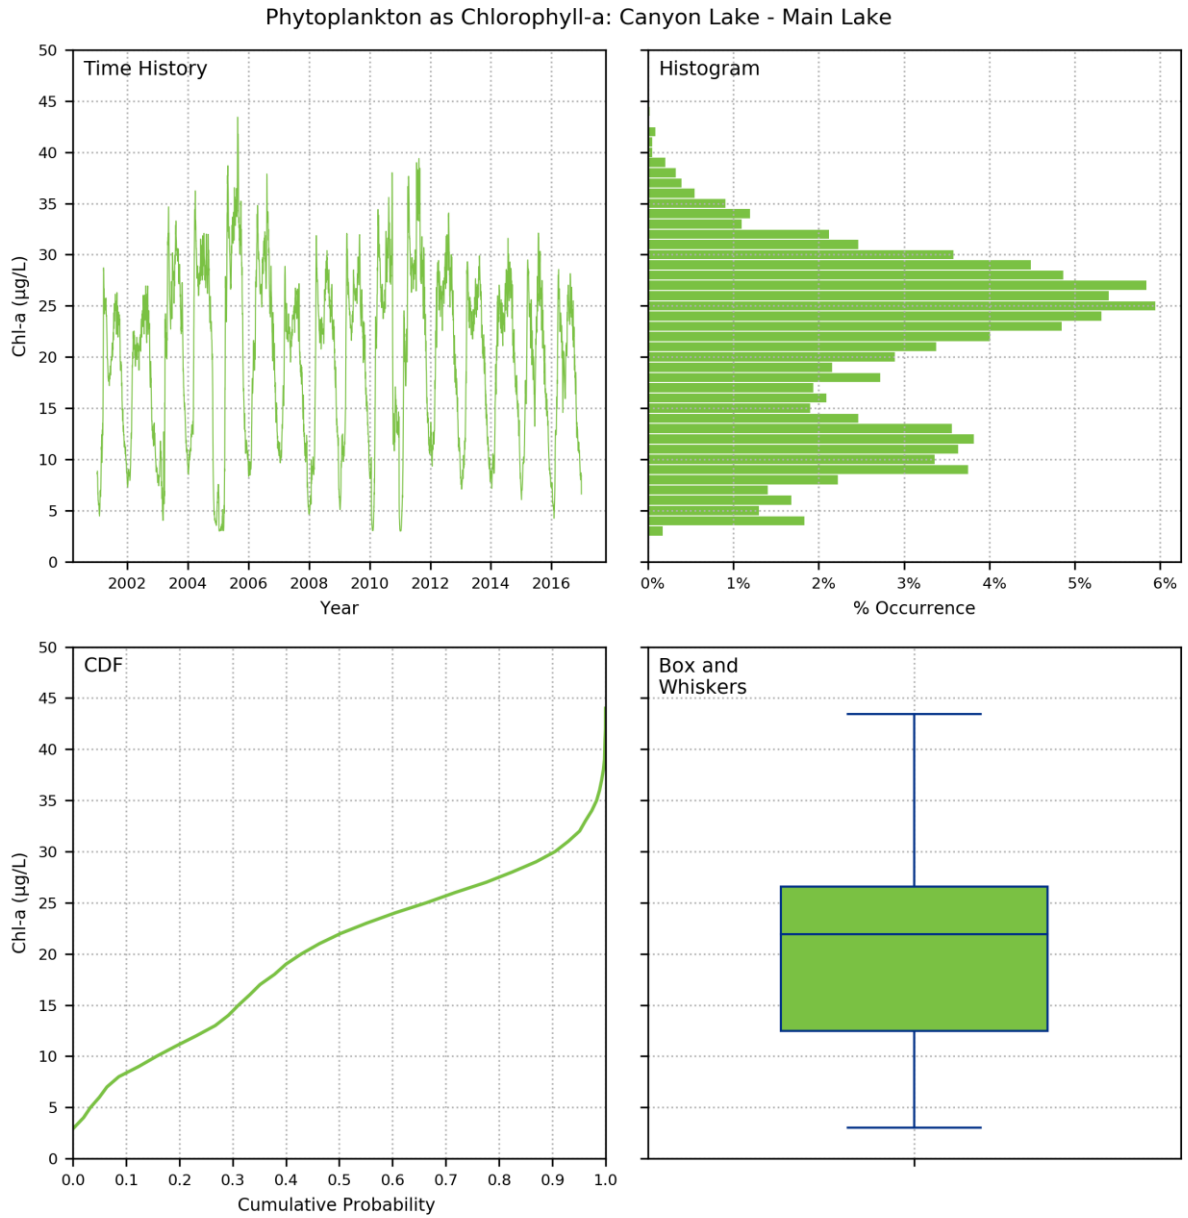 Phytoplankton as Chlorophyll-a: Canyon Lake - Main Lake
Time History
50
45
40
35
30
25
20
15
10
5
0
Chl-a (µg/L)
2002 2004 2006 2008 2010 2012 2014 2016
Year
Histogram
0% 1% 2% 3% 4% 5% 6%
% Occurrence
CDF
50
45
40
35
30
25
20
15
10
5
0
Chl-a (µg/L)
0.0 0.1 0.2 0.3 0.4 0.5 0.6 0.7 0.8 0.9 1.0
Cumulative Probability
Box and
Whiskers